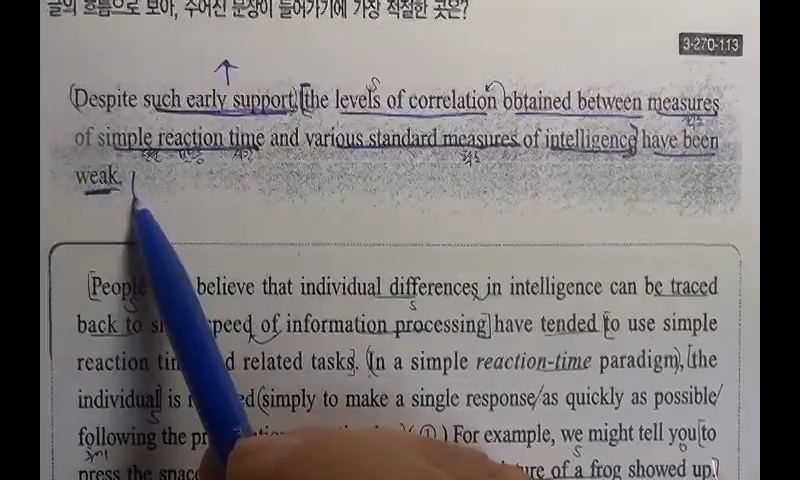 글의 흐름으로 보아, 주어진 문장이 들어가기에 가장 적절한 곳은?
3-270-113
Despite such early support, the levels of correlation obtained between measures
of simple reaction time and various standard measures of intelligence have been
weak.
People believe that individual differences in intelligence can be traced
back to speed of information processing have tended to use simple
reaction related tasks. In a simple reaction-time paradigm, the
individual is simply to make a single response as quickly as possible
following the ( ① ) For example, we might tell you to
press the of a frog showed up.